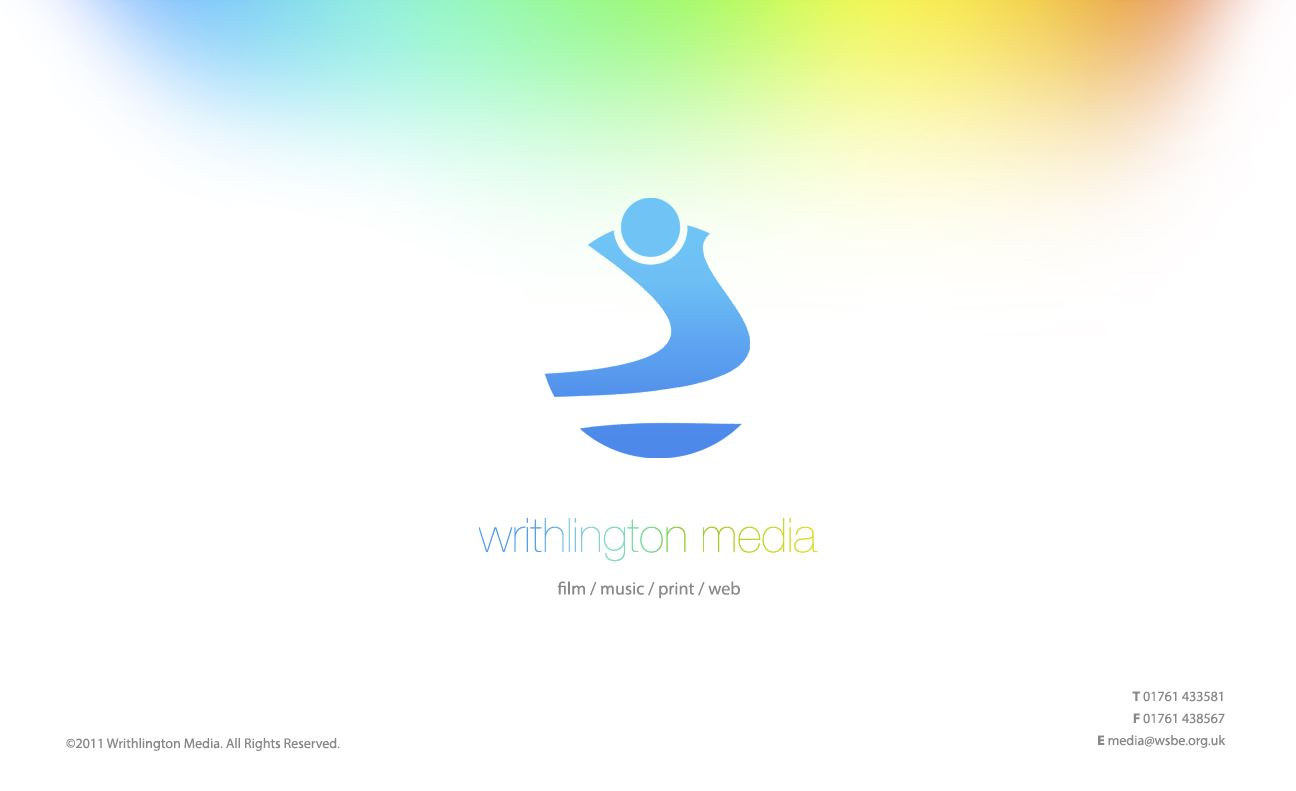 writhlington media
film / music / print / web
T 01761 433581
F 01761 438567
E media@wsbe.org.uk
©2011 Writhlington Media. All Rights Reserved.